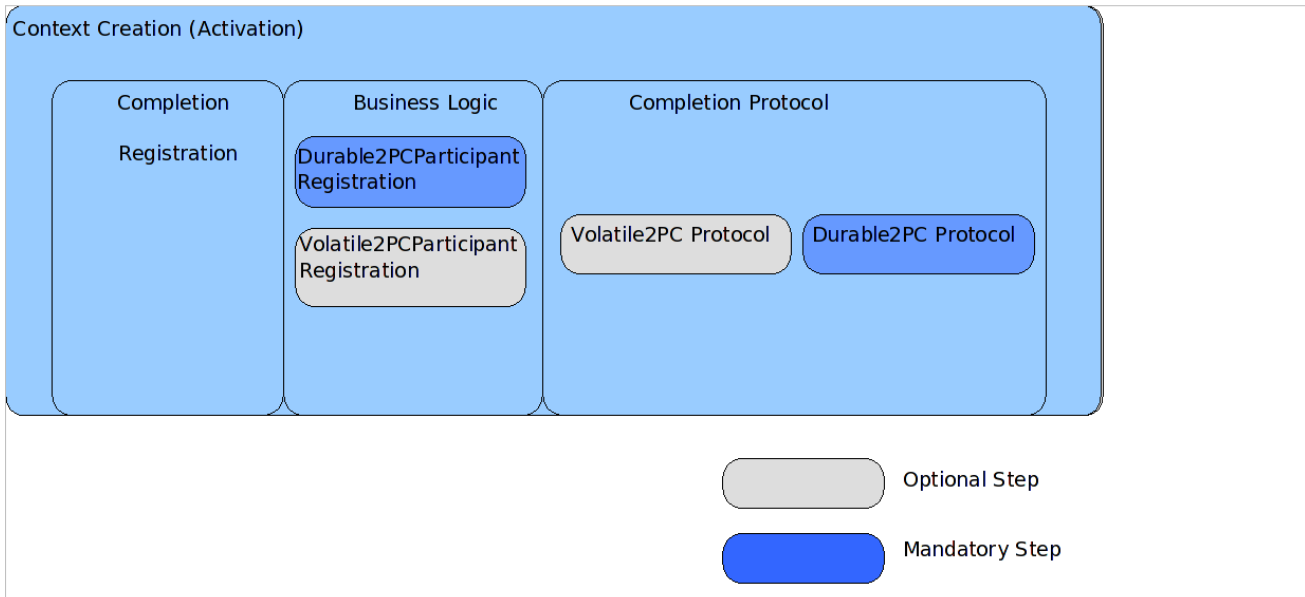 Context Creation (Activation)
Completion
Registration
Business Logic
Durable2PCParticipant
Registration
Volatile2PCParticipant
Registration
Completion Protocol
Volatile2PC Protocol
Durable2PC Protocol
Optional Step
Mandatory Step